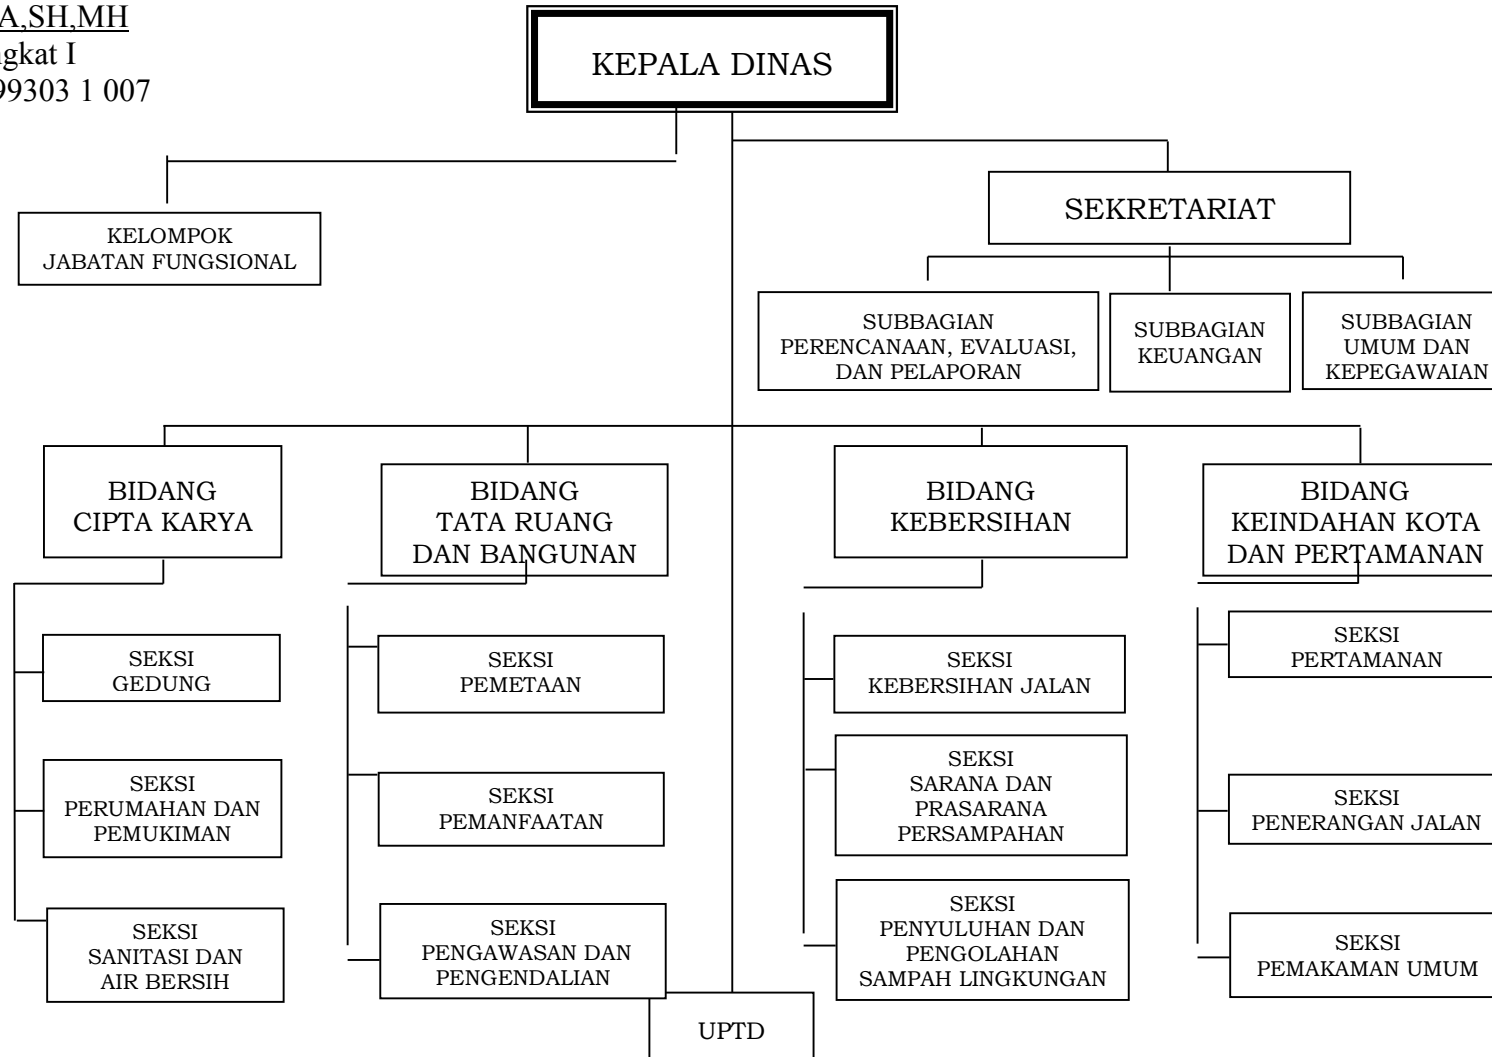 A,SH,MH
gkat I
99303 1 007
KEPALA DINAS
KELOMPOK
JABATAN FUNGSIONAL
SEKRETARIAT
SUBBAGIAN
PERENCANAAN, EVALUASI,
DAN PELAPORAN
SUBBAGIAN
KEUANGAN
SUBBAGIAN
UMUM DAN
KEPEGAWAIAN
BIDANG
CIPTA KARYA
BIDANG
TATA RUANG
DAN BANGUNAN
BIDANG
KEBERSIHAN
BIDANG
KEINDAHAN KOTA
DAN PERTAMANAN
SEKSI
GEDUNG
SEKSI
PERUMAHAN DAN
PEMUKIMAN
SEKSI
SANITASI DAN
AIR BERSIH
SEKSI
PEMETAAN
SEKSI
PEMANFAATAN
SEKSI
PENGAWASAN DAN
PENGENDALIAN
SEKSI
KEBERSIHAN JALAN
SEKSI
SARANA DAN
PRASARANA
PERSAMPAHAN
SEKSI
PENYULUHAN DAN
PENGOLAHAN
SAMPAH LINGKUNGAN
SEKSI
PERTAMANAN
SEKSI
PENERANGAN JALAN
SEKSI
PEMAKAMAN UMUM
UPTD